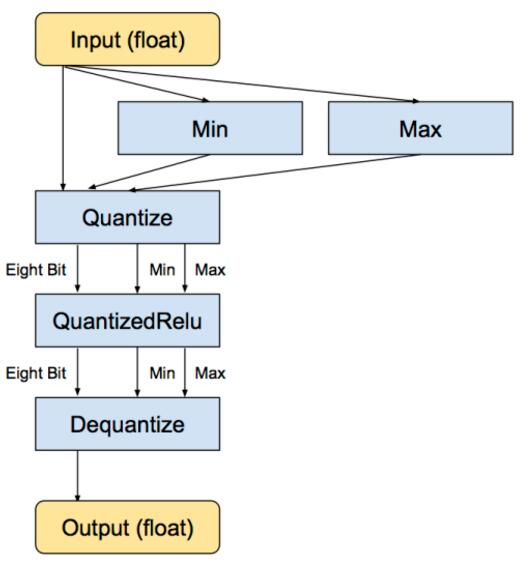 Input (float)
Min
Max
Quantize
Eight Bit
Min
Max
QuantizedRelu
Eight Bit
Min
Max
Dequantize
Output (float)